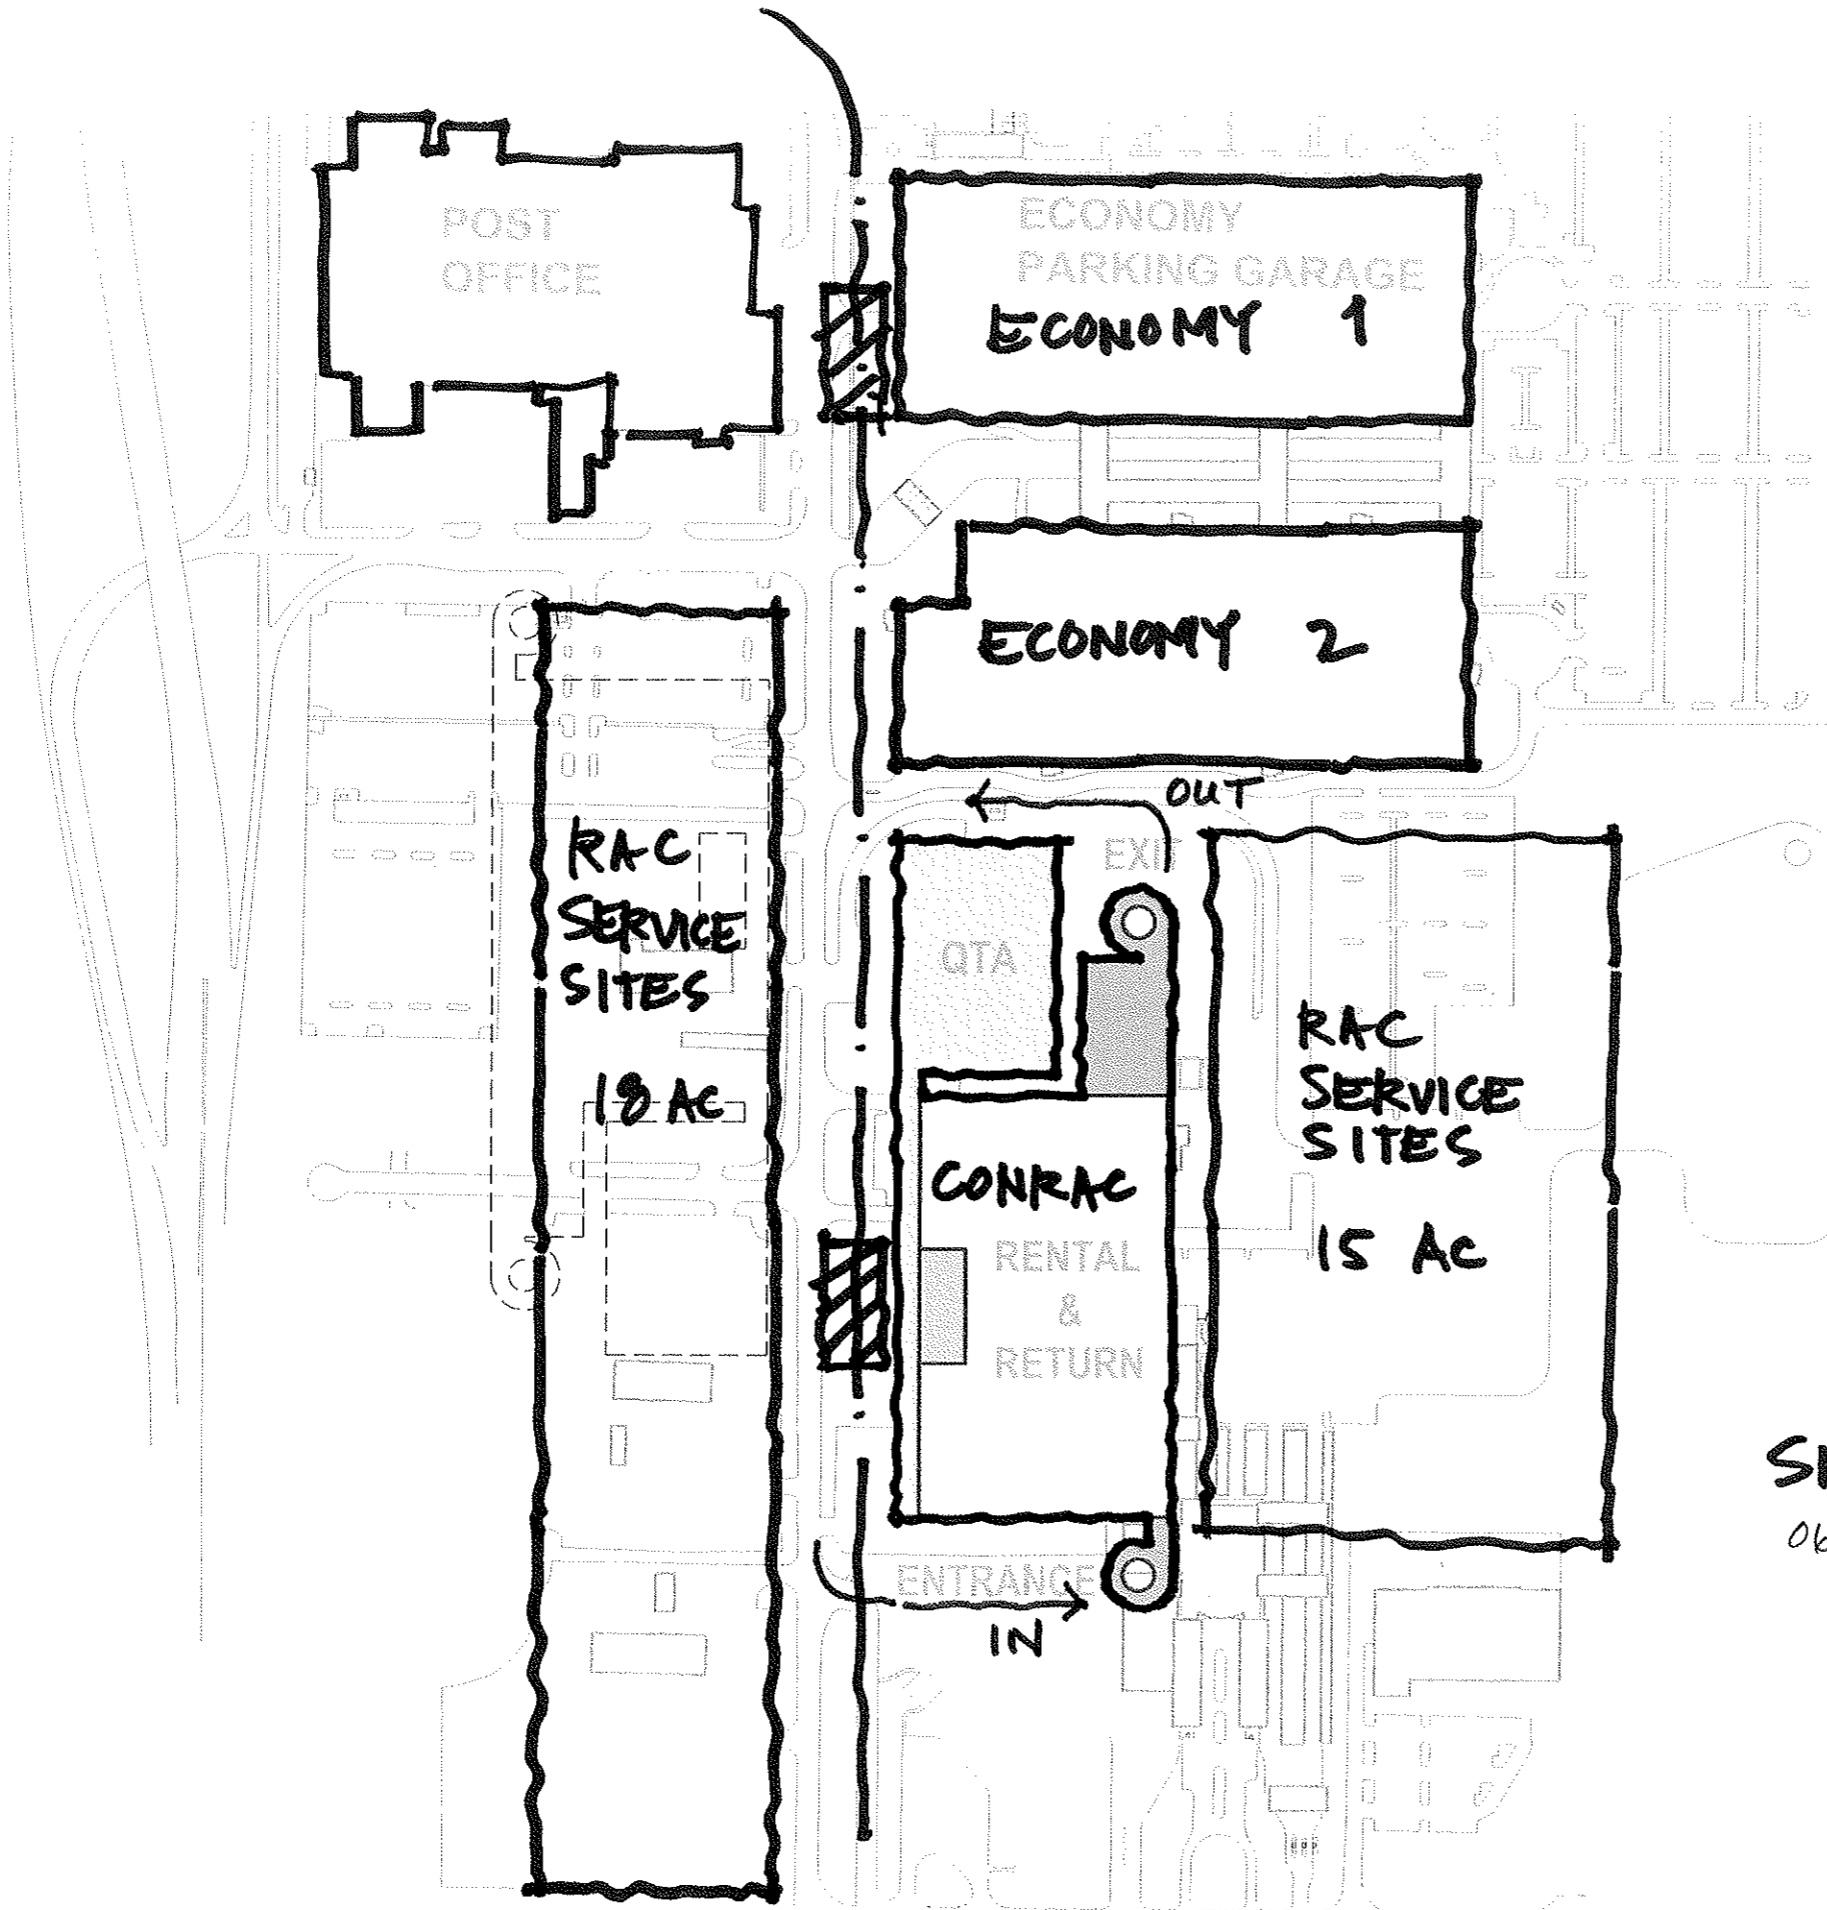 POST
OFFICE
ECONOMY
PARKING GARAGE
ECONOMY 1
ECONOMY 2
OUT
EXIT
RAC
SERVICE
SITES
18 AC
QTA
RAC
SERVICE
SITES
15 AC
CONRAC
RENTAL
&
RETURN
ENTRANCE
IN